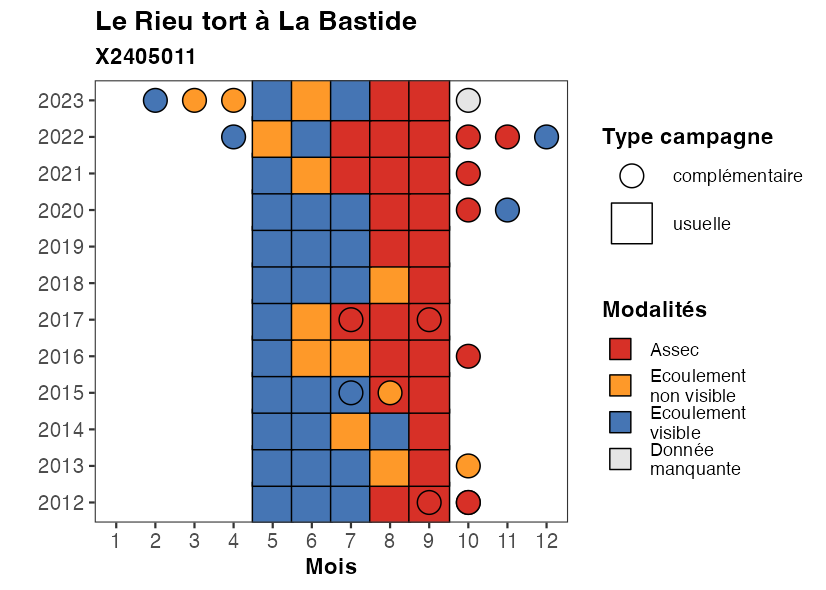 Le Rieu tort à La Bastide
X2405011
2023
2022
2021
2020
2019
2018
2017
2016
2015
2014
2013
2012
1 2 3 4 5 6 7 8 9 10 11 12
Mois
Type campagne
complémentaire
usuelle
Modalités
Assec
Ecoulement
non visible
Ecoulement
visible
Donnée
manquante